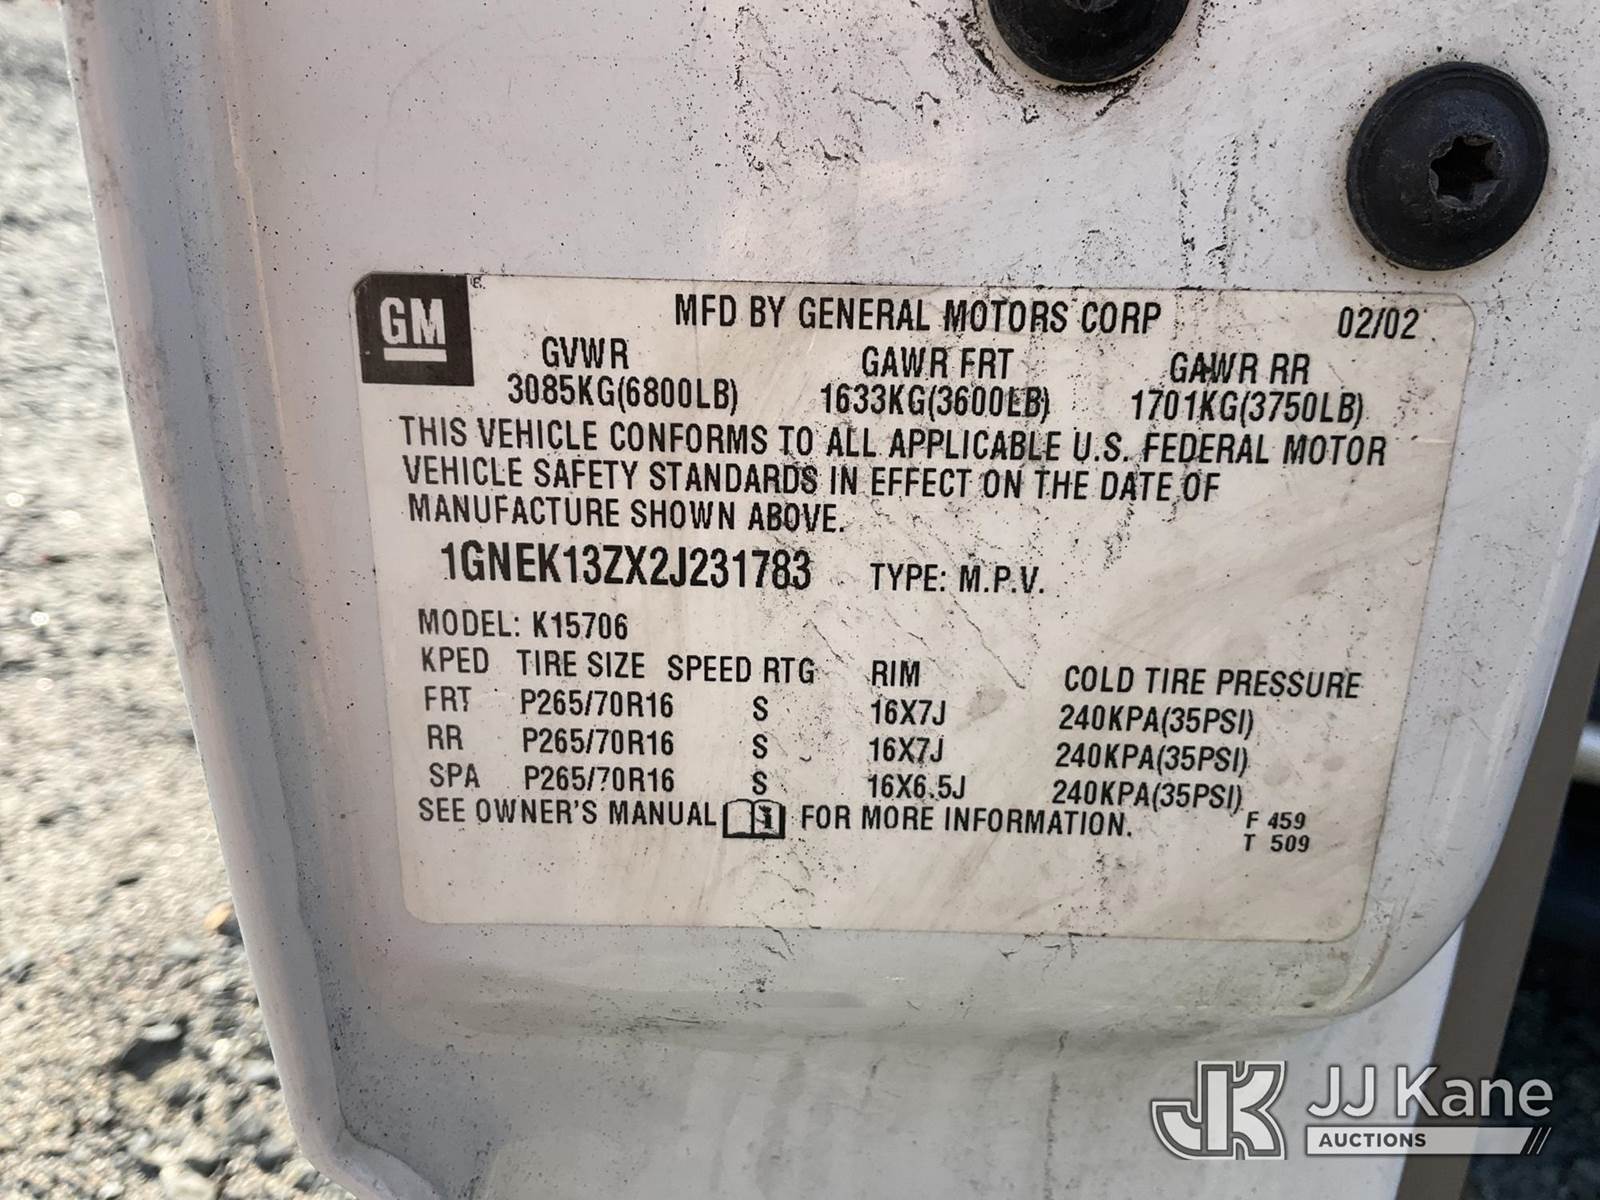 GM
MFD BY GENERAL MOTORS CORP 02/02
GVWR GAWR FRT GAWR RR
3085KG(6800LB) 1633KG(3600LB) 1701KG(3750LB)
THIS VEHICLE CONFORMS TO ALL APPLICABLE U.S. FEDERAL MOTOR
VEHICLE SAFETY STANDARDS IN EFFECT ON THE DATE OF
MANUFACTURE SHOWN ABOVE.
1GNEK13ZX2J231783 TYPE: M.P.V.
MODEL: K15706
KPED TIRE SIZE SPEED RTG RIM COLD TIRE PRESSURE
FRT P265/70R16 S 16X7J 240KPA(35PSI)
RR P265/70R16 S 16X7J 240KPA(35PSI)
SPA P265/70R16 S 16X6.5J 240KPA(35PSI)
SEE OWNER'S MANUAL i FOR MORE INFORMATION. F 459
T 509
JK JJ Kane
AUCTIONS